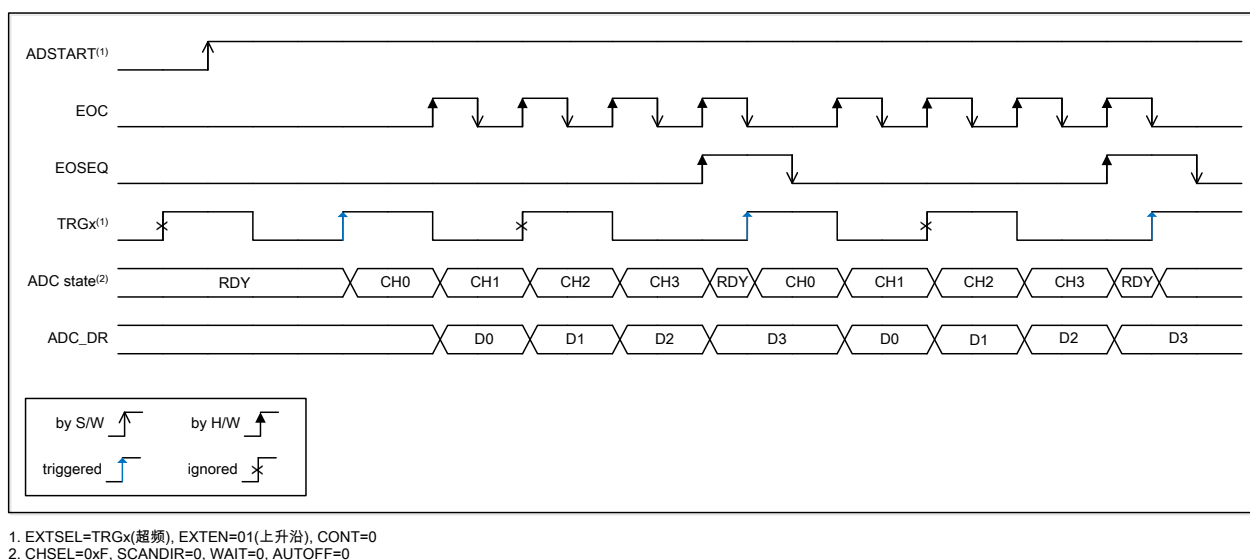 ADSTART(1)
EOC
EOSEQ
TRGx(1)
ADC state(2) RDY CH0 CH1 CH2 CH3 RDY CH0 CH1 CH2 CH3 RDY
ADC_DR D0 D1 D2 D3 D0 D1 D2 D3
by S/W by H/W
triggered ignored
1. EXTSEL=TRGx(超频), EXTEN=01(上升沿), CONT=0
2. CHSEL=0xF, SCANDIR=0, WAIT=0, AUTOFF=0